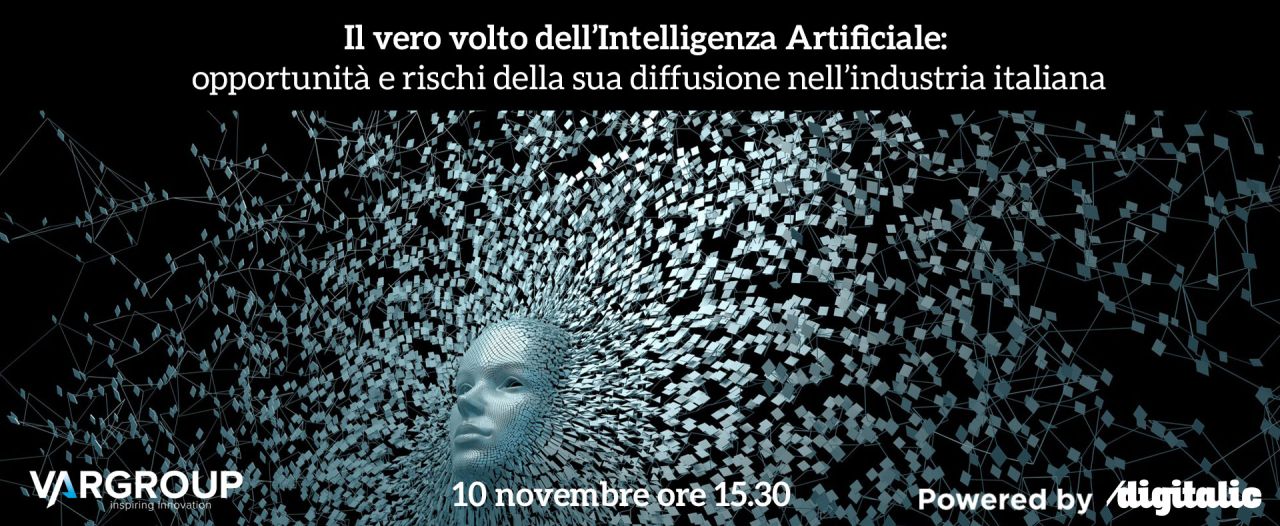 Il vero volto dell’Intelligenza Artificiale:
opportunità e rischi della sua diffusione nell’industria italiana
VARGROUP
inspiring innovation
10 novembre ore 15.30
Powered by digitalic